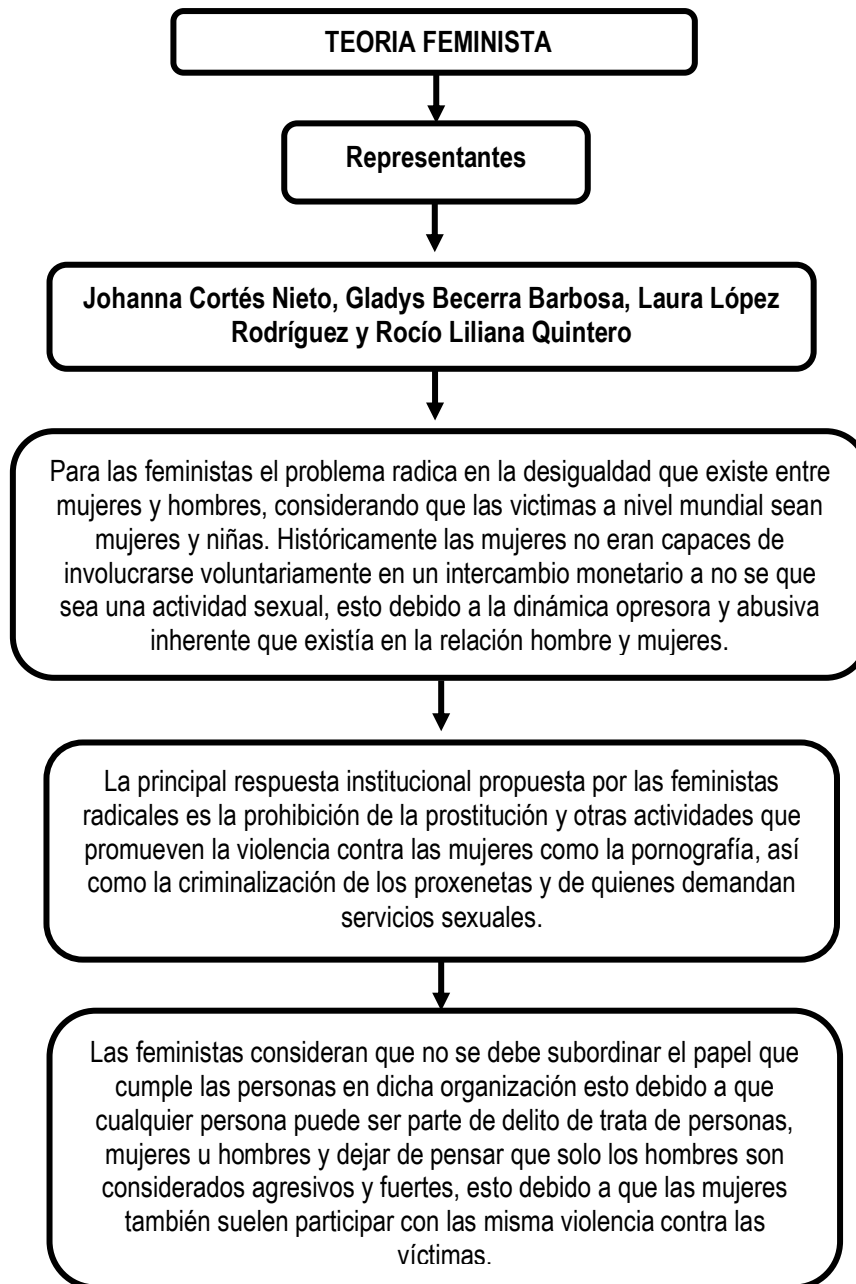 TEORIA FEMINISTA
Representantes
Johanna Cortés Nieto, Gladys Becerra Barbosa, Laura López
Rodríguez y Rocío Liliana Quintero
Para las feministas el problema radica en la desigualdad que existe entre
mujeres y hombres, considerando que las victimas a nivel mundial sean
mujeres y niñas. Históricamente las mujeres no eran capaces de
involucrarse voluntariamente en un intercambio monetario a no se que
sea una actividad sexual, esto debido a la dinámica opresora y abusiva
inherente que existía en la relación hombre y mujeres.
La principal respuesta institucional propuesta por las feministas
radicales es la prohibición de la prostitución y otras actividades que
promueven la violencia contra las mujeres como la pornografía, así
como la criminalización de los proxenetas y de quienes demandan
servicios sexuales.
Las feministas consideran que no se debe subordinar el papel que
cumple las personas en dicha organización esto debido a que
cualquier persona puede ser parte de delito de trata de personas,
mujeres u hombres y dejar de pensar que solo los hombres son
considerados agresivos y fuertes, esto debido a que las mujeres
también suelen participar con las misma violencia contra las
víctimas.